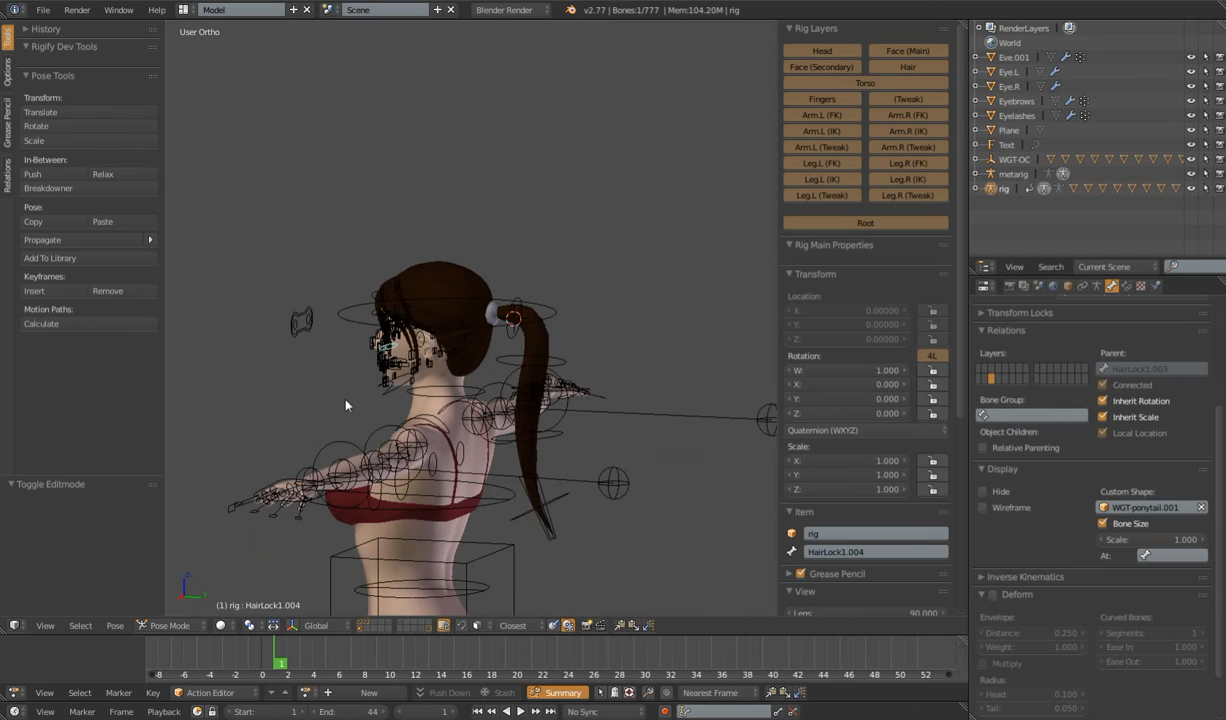 File Render Window Help Model Scene Blender Render v2.77 | Bones:1/777 | Mem:104.20M | rig
Tools
Options
Grease Pencil
Relations
History
Rigify Dev Tools
Pose Tools
Transform:
Translate
Rotate
Scale
In-Between:
Push Relax
Breakdowner
Pose:
Copy Paste
Propagate
Add To Library
Keyframes:
Insert Remove
Motion Paths:
Calculate
Toggle Editmode
User Ortho
(1) rig : HairLock1.004
Rig Layers
Head Face (Main)
Face (Secondary) Hair
Torso
Fingers (Tweak)
Arm.L (FK) Arm.R (FK)
Arm.L (IK) Arm.R (IK)
Arm.L (Tweak) Arm.R (Tweak)
Leg.L (FK) Leg.R (FK)
Leg.L (IK) Leg.R (IK)
Leg.L (Tweak) Leg.R (Tweak)
Root
Rig Main Properties
Transform
Location:
X: 0.00000
Y: 0.00000
Z: 0.00000
Rotation: 4L
W: 1.000
X: 0.000
Y: 0.000
Z: 0.000
Quaternion (WXYZ)
Scale:
X: 1.000
Y: 1.000
Z: 1.000
Item
rig
HairLock1.004
Grease Pencil
View
Lens: 90.000
RenderLayers
World
Eye.001
Eye.L
Eye.R
Eyebrows
Eyelashes
Plane
Text
WGT-OC
metarig
rig
View Search Current Scene
Transform Locks
Relations
Layers: Parent:
HairLock1.003
Connected
Bone Group: Inherit Rotation
Inherit Scale
Object Children: Local Location
Relative Parenting
Display
Hide Custom Shape:
Wireframe WGT-ponytail.001
Bone Size
Scale: 1.000
At:
Inverse Kinematics
Deform
Envelope: Curved Bones:
Distance: 0.250 Segments: 1
Weight: 1.000 Ease In: 1.000
Multiply Ease Out: 1.000
Radius:
Head: 0.100
Tail: 0.050
View Select Pose Pose Mode Global Closest
-8 -6 -4 -2 0 2 4 6 8 10 12 14 16 18 20 22 24 26 28 30 32 34 36 38 40 42 44 46 48 50 52
1
View Select Marker Key Action Editor New Push Down Stash Summary Nearest Frame
View Marker Frame Playback Start: 1 End: 44 1 No Sync